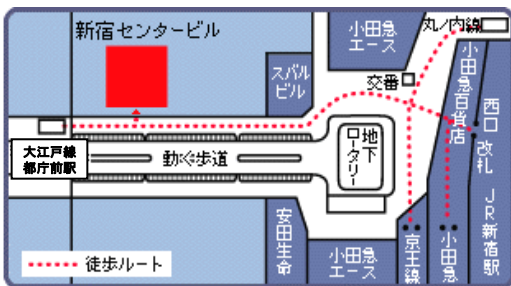 新宿センタービル
小田急
エース
丸ノ内線
スバル
ビル
交番
小田急百貨店
西口
改札
JR新宿駅
大江戸線
都庁前駅
動く歩道
地下
ロータリー
安田生命
小田急
エース
京王線
小田急
徒歩ルート